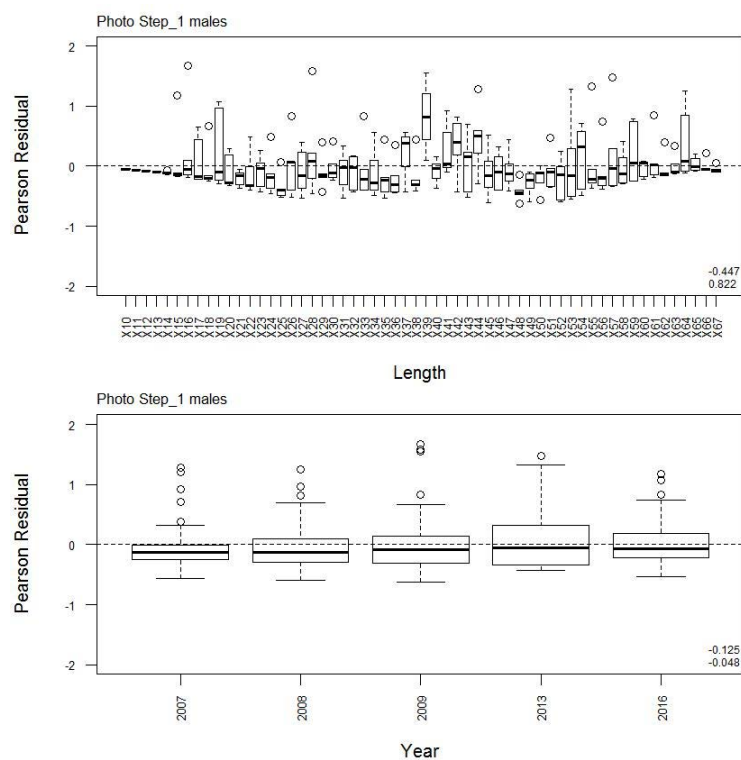 Photo Step_1 males
Pearson Residual
2
1
0
-1
-2
-0.447
0.822
X10 X11 X12 X13 X14 X15 X16 X17 X18 X19 X20 X21 X22 X23 X24 X25 X26 X27 X28 X29 X30 X31 X32 X33 X34 X35 X36 X37 X38 X39 X40 X41 X42 X43 X44 X45 X46 X47 X48 X49 X50 X51 X52 X53 X54 X55 X56 X57 X58 X59 X60 X61 X62 X63 X64 X65 X66 X67
Length
Photo Step_1 males
Pearson Residual
2
1
0
-1
-2
-0.125
-0.048
2007 2008 2009 2013 2016
Year